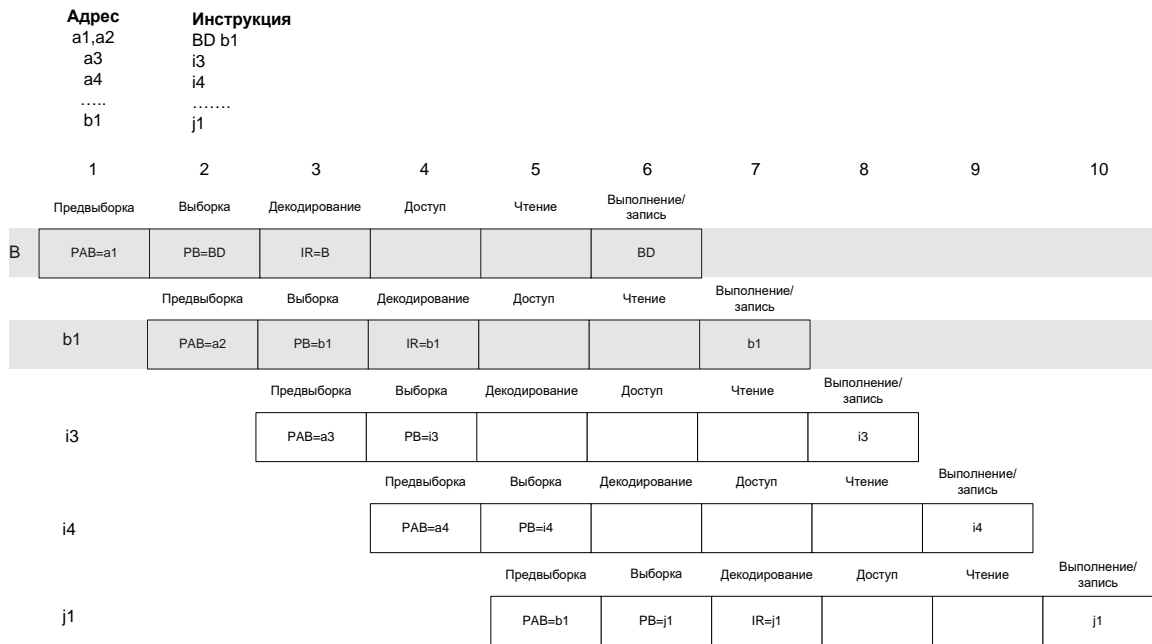 Адрес Инструкция
a1,a2 BD b1
a3 i3
a4 i4
….. …….
b1 j1
1 2 3 4 5 6 7 8 9 10
Предвыборка Выборка Декодирование Доступ Чтение Выполнение/
запись
B PAB=a1 PB=BD IR=B BD
Предвыборка Выборка Декодирование Доступ Чтение Выполнение/
запись
b1 PAB=a2 PB=b1 IR=b1 b1
Предвыборка Выборка Декодирование Доступ Чтение Выполнение/
запись
i3 PAB=a3 PB=i3 i3
Предвыборка Выборка Декодирование Доступ Чтение Выполнение/
запись
i4 PAB=a4 PB=i4 i4
Предвыборка Выборка Декодирование Доступ Чтение Выполнение/
запись
j1 PAB=b1 PB=j1 IR=j1 j1